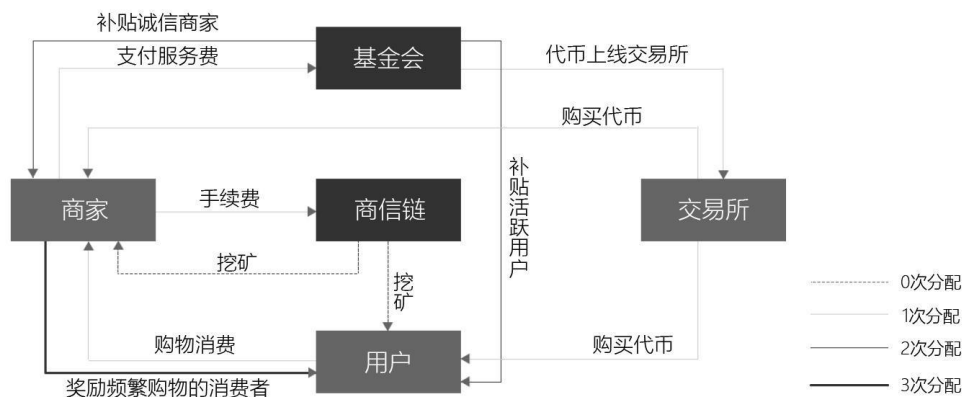 补贴诚信商家
支付服务费
基金会
代币上线交易所
购买代币
补贴活跃用户
商家
手续费
商信链
交易所
挖矿
挖矿
0次分配
1次分配
购物消费
用户
购买代币
2次分配
奖励频繁购物的消费者
3次分配